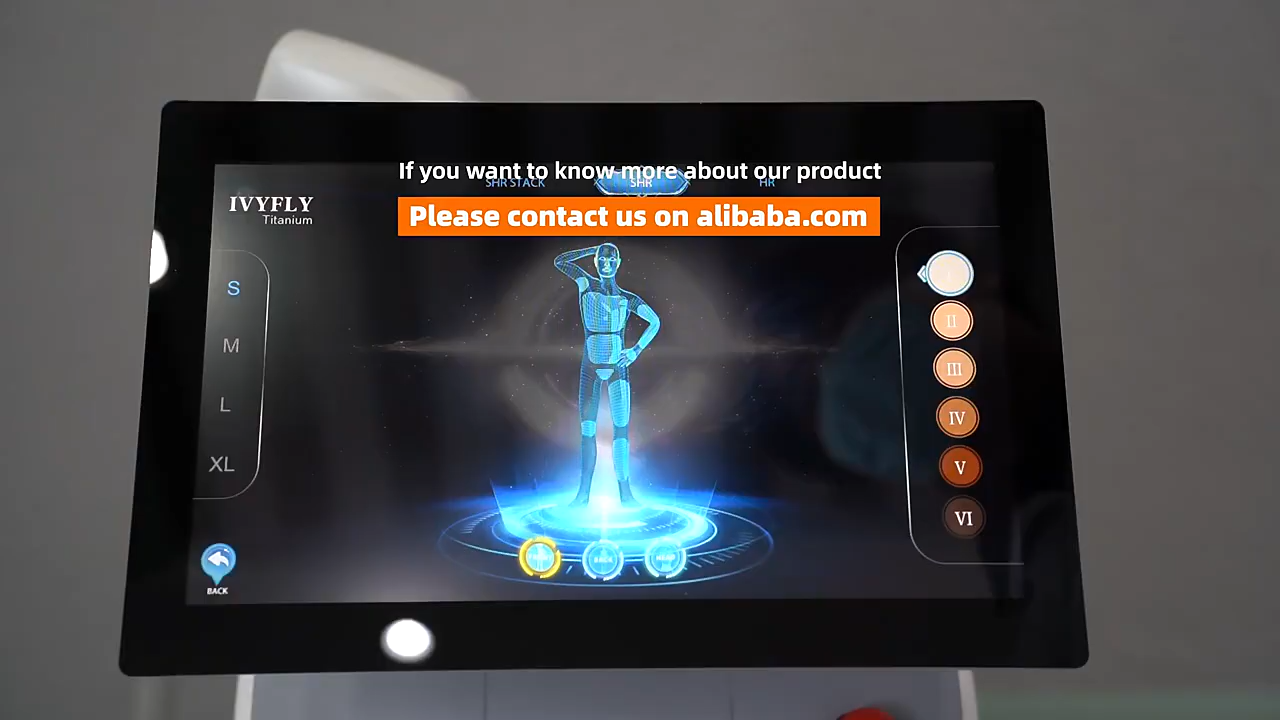 If you want to know more about our product
SHR STACK
SHR
HR
Please contact us on alibaba.com
IVYFLY
Titanium
S
M
L
XL
I
II
III
IV
V
VI
BACK
BACK